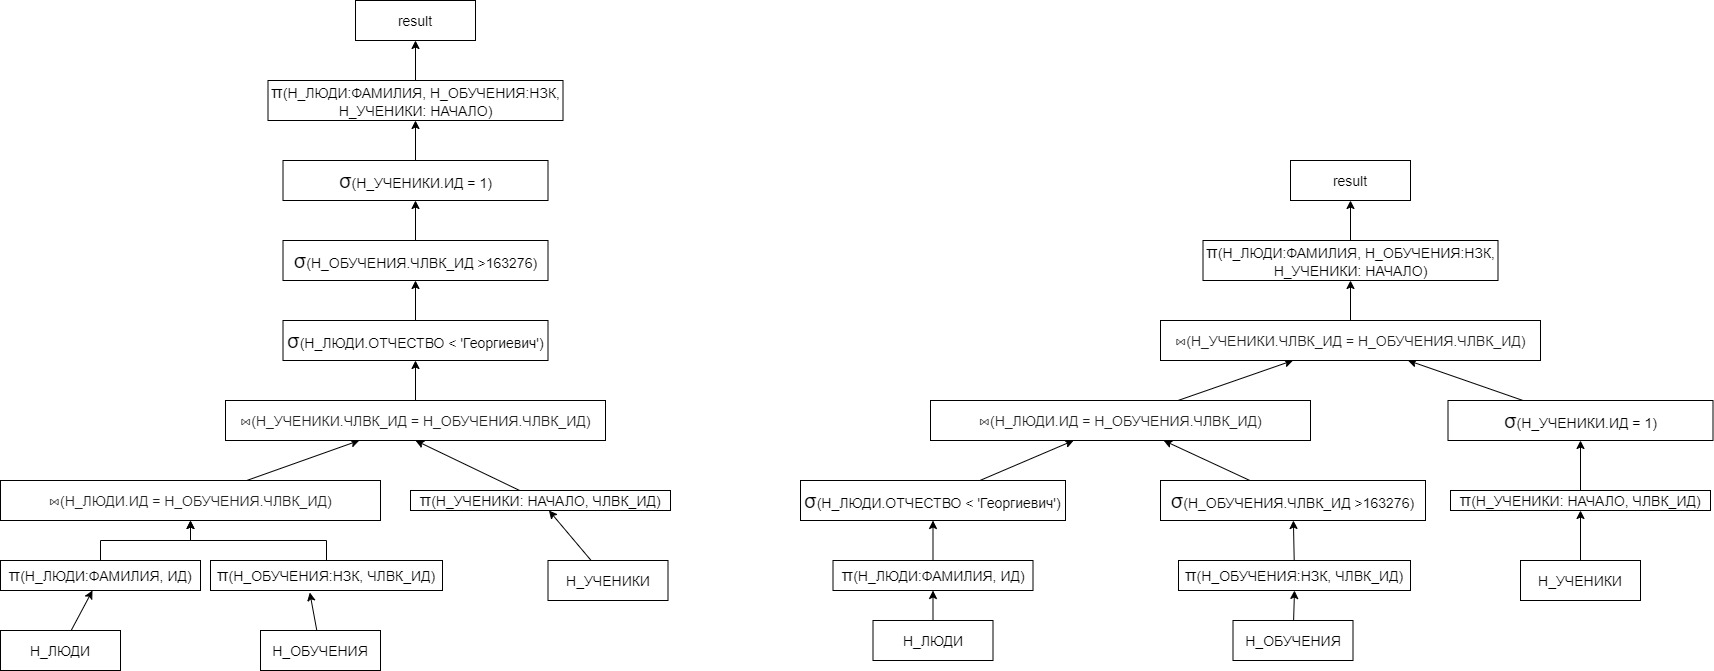 result
π(Н_ЛЮДИ:ФАМИЛИЯ, Н_ОБУЧЕНИЯ:НЗК,
Н_УЧЕНИКИ: НАЧАЛО)
σ(Н_УЧЕНИКИ.ИД = 1)
σ(Н_ОБУЧЕНИЯ.ЧЛВК_ИД >163276)
σ(Н_ЛЮДИ.ОТЧЕСТВО < 'Георгиевич')
⋈(Н_УЧЕНИКИ.ЧЛВК_ИД = Н_ОБУЧЕНИЯ.ЧЛВК_ИД)
⋈(Н_ЛЮДИ.ИД = Н_ОБУЧЕНИЯ.ЧЛВК_ИД)
π(Н_УЧЕНИКИ: НАЧАЛО, ЧЛВК_ИД)
π(Н_ЛЮДИ:ФАМИЛИЯ, ИД)
π(Н_ОБУЧЕНИЯ:НЗК, ЧЛВК_ИД)
Н_УЧЕНИКИ
Н_ЛЮДИ
Н_ОБУЧЕНИЯ
result
π(Н_ЛЮДИ:ФАМИЛИЯ, Н_ОБУЧЕНИЯ:НЗК,
Н_УЧЕНИКИ: НАЧАЛО)
⋈(Н_УЧЕНИКИ.ЧЛВК_ИД = Н_ОБУЧЕНИЯ.ЧЛВК_ИД)
⋈(Н_ЛЮДИ.ИД = Н_ОБУЧЕНИЯ.ЧЛВК_ИД)
σ(Н_УЧЕНИКИ.ИД = 1)
σ(Н_ЛЮДИ.ОТЧЕСТВО < 'Георгиевич')
σ(Н_ОБУЧЕНИЯ.ЧЛВК_ИД >163276)
π(Н_УЧЕНИКИ: НАЧАЛО, ЧЛВК_ИД)
π(Н_ЛЮДИ:ФАМИЛИЯ, ИД)
π(Н_ОБУЧЕНИЯ:НЗК, ЧЛВК_ИД)
Н_УЧЕНИКИ
Н_ЛЮДИ
Н_ОБУЧЕНИЯ